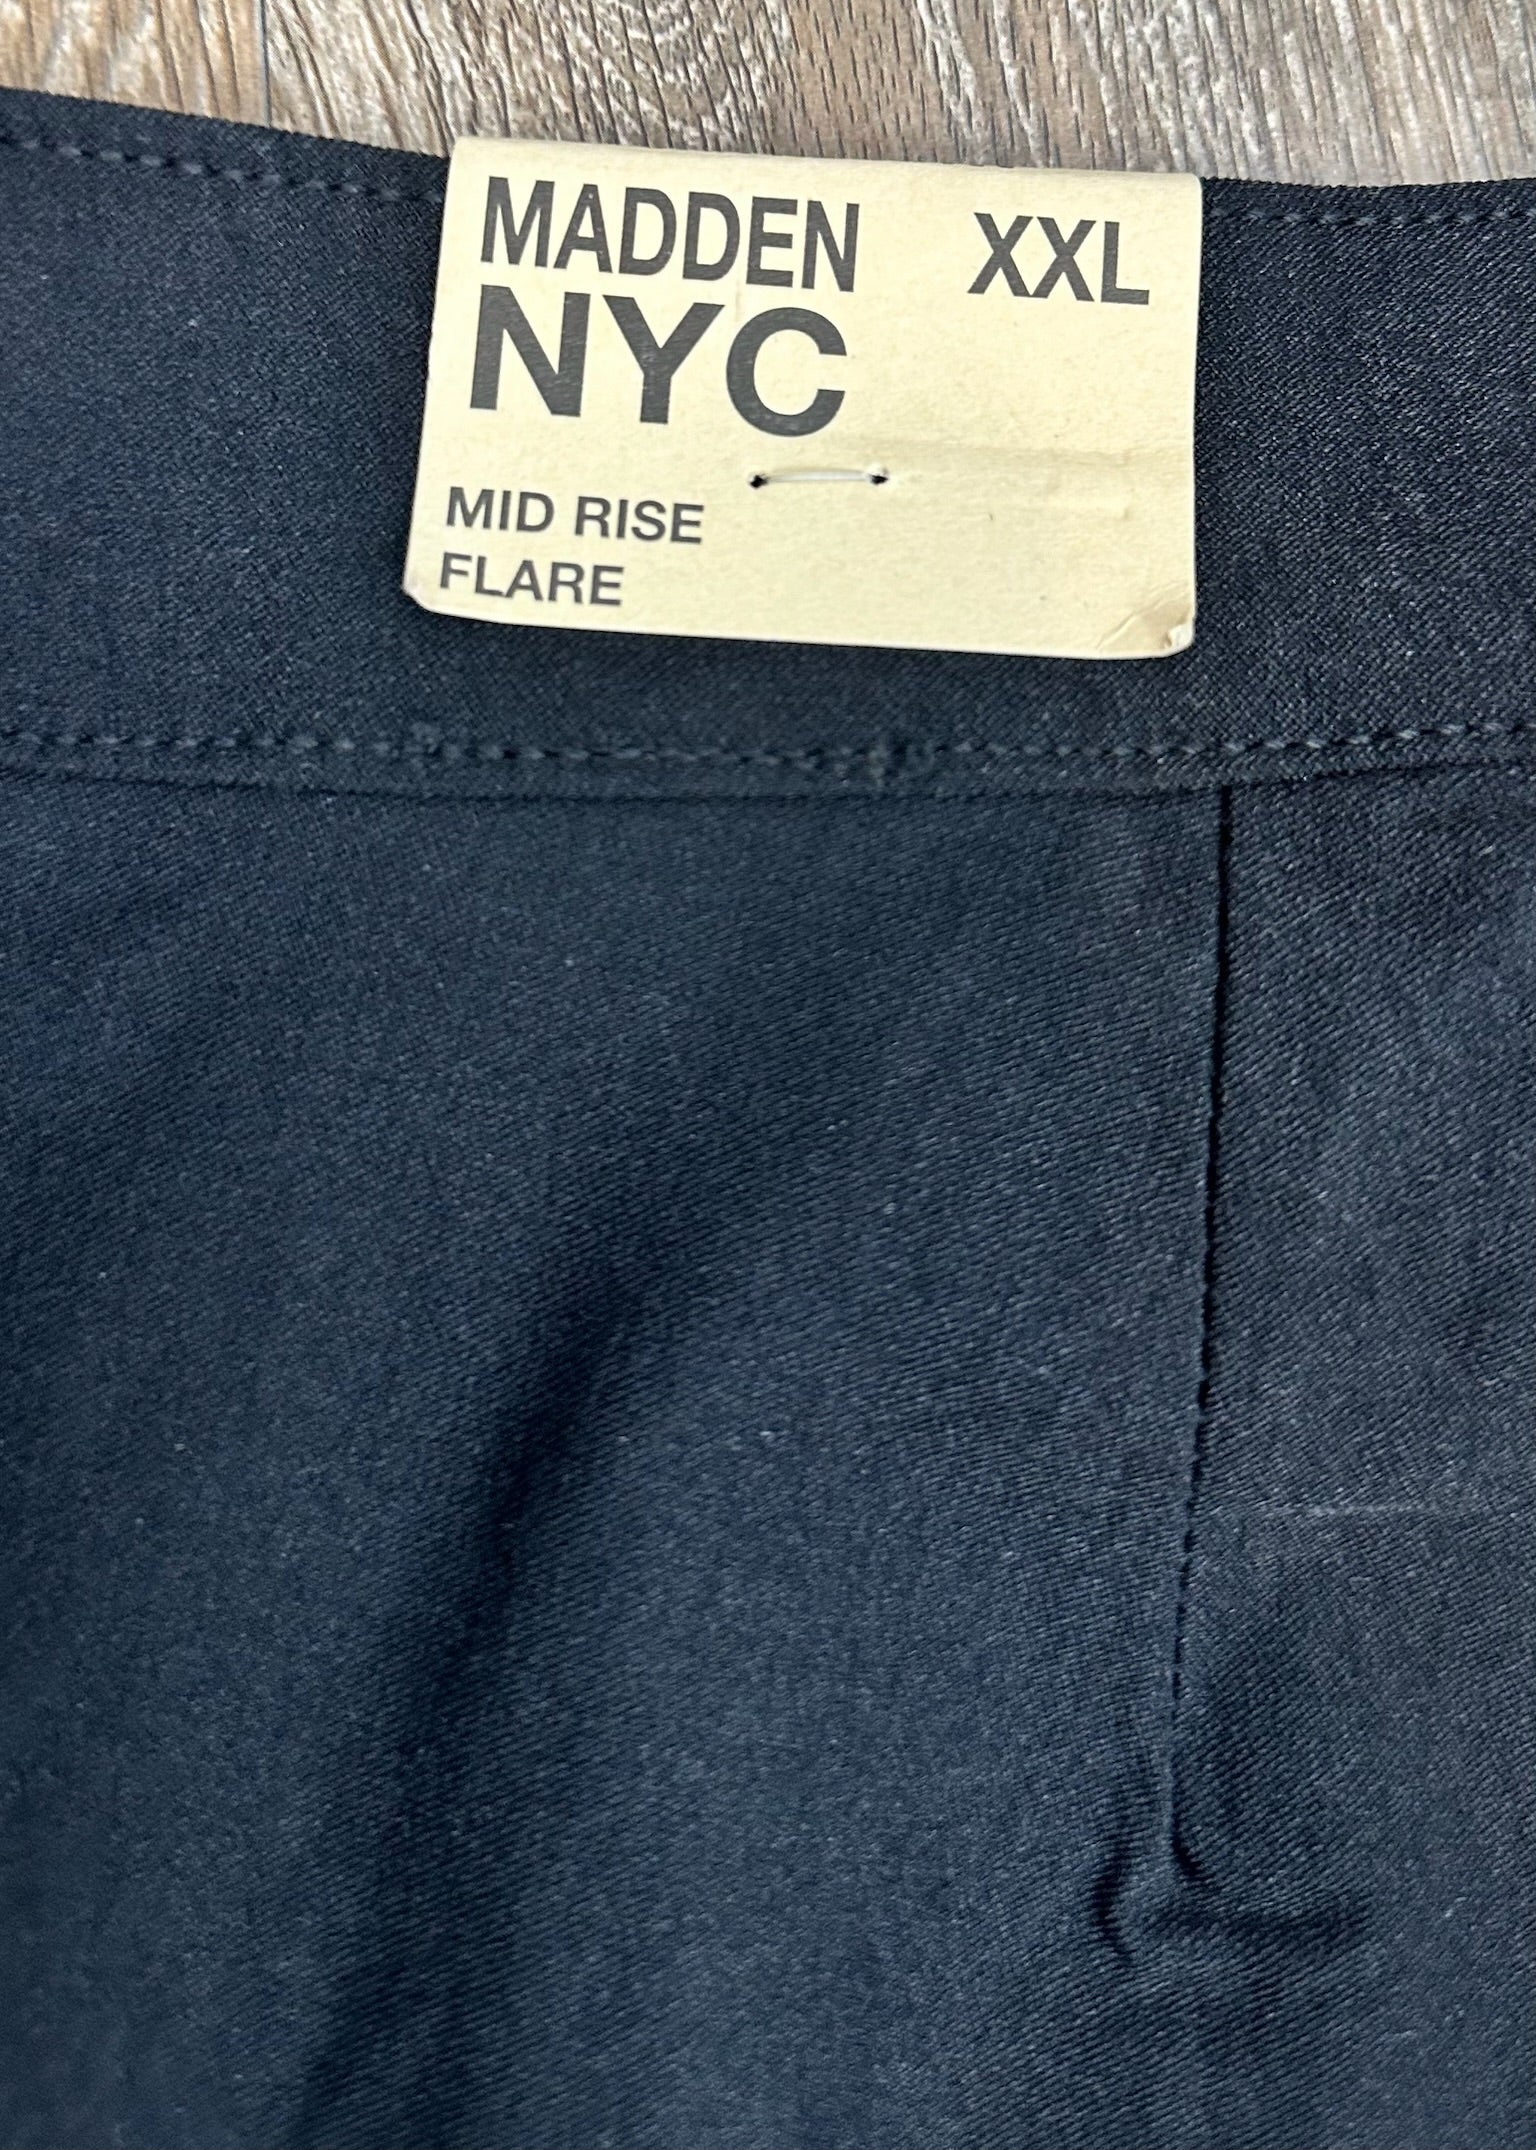 MADDEN XXL
NYC
MID RISE
FLARE